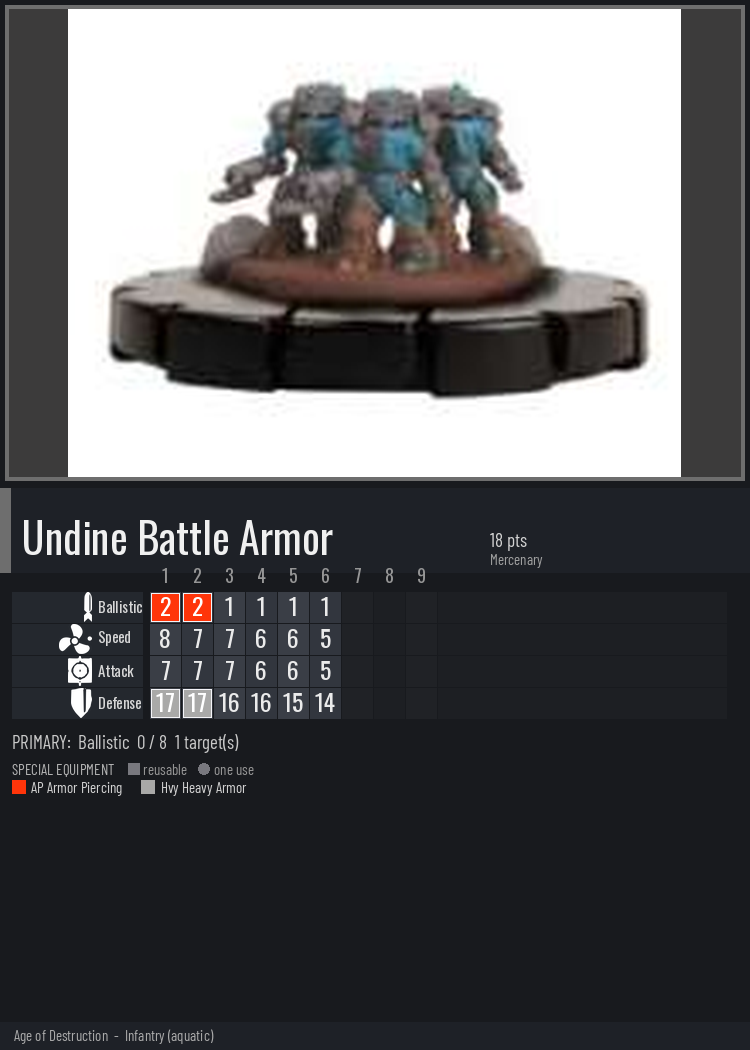 Undine Battle Armor
18 pts
Mercenary
1 2 3 4 5 6 7 8 9
Ballistic 2 2 1 1 1 1
Speed 8 7 7 6 6 5
Attack 7 7 7 6 6 5
Defense 17 17 16 16 15 14
PRIMARY: Ballistic 0 / 8 1 target(s)
SPECIAL EQUIPMENT reusable one use
AP Armor Piercing Hvy Heavy Armor
Age of Destruction - Infantry (aquatic)